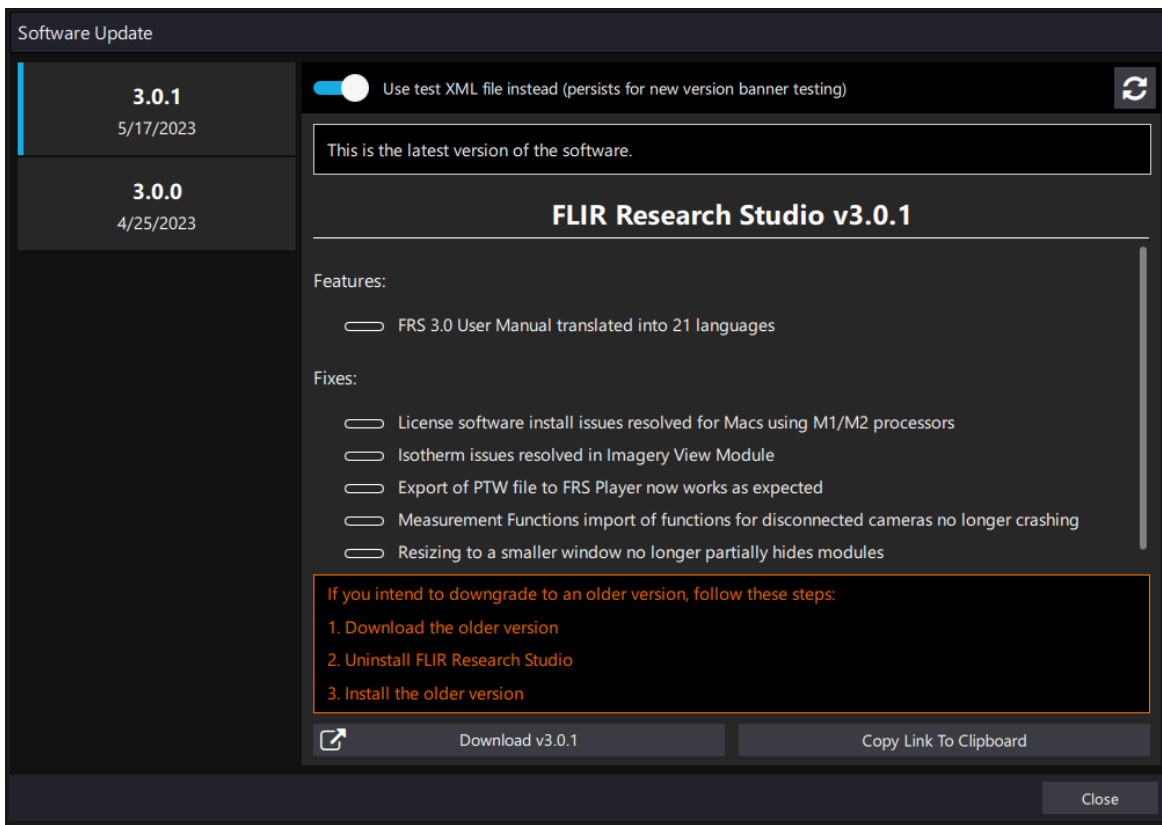 Software Update
3.0.1
5/17/2023
3.0.0
4/25/2023
Use test XML file instead (persists for new version banner testing)
This is the latest version of the software.
FLIR Research Studio v3.0.1
Features:
FRS 3.0 User Manual translated into 21 languages
Fixes:
License software install issues resolved for Macs using M1/M2 processors
Isotherm issues resolved in Imagery View Module
Export of PTW file to FRS Player now works as expected
Measurement Functions import of functions for disconnected cameras no longer crashing
Resizing to a smaller window no longer partially hides modules
If you intend to downgrade to an older version, follow these steps:
1. Download the older version
2. Uninstall FLIR Research Studio
3. Install the older version
Download v3.0.1
Copy Link To Clipboard
Close